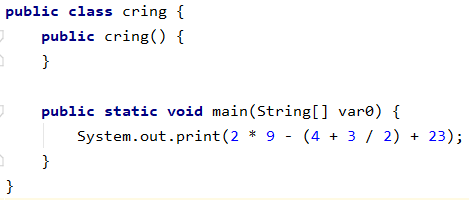 public class cring {
    public cring() {
    }

    public static void main(String[] var0) {
        System.out.print(2 * 9 - (4 + 3 / 2) + 23);
    }
}